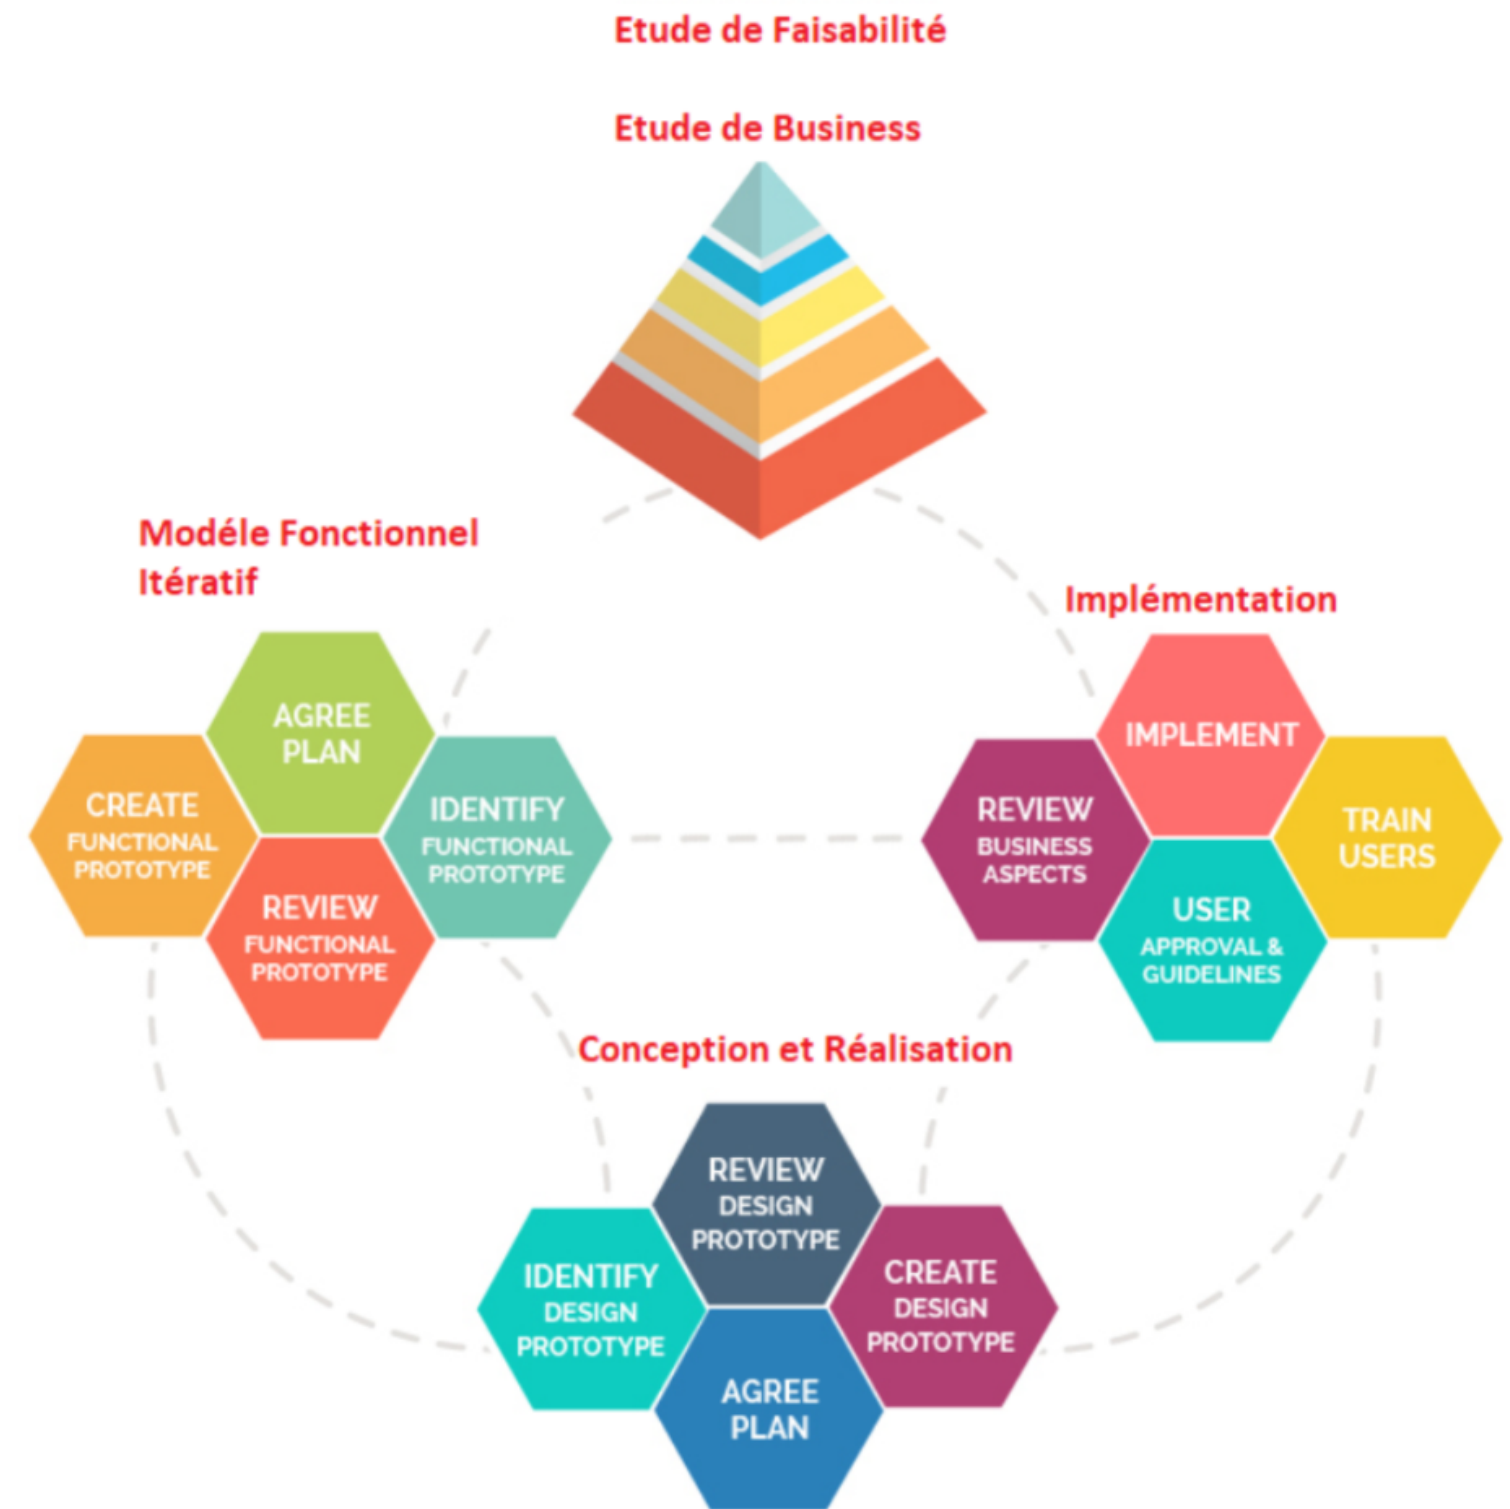 Etude de Faisabilité
Etude de Business
Modéle Fonctionnel
Itératif
AGREE
PLAN
CREATE
FUNCTIONAL
PROTOTYPE
IDENTIFY
FUNCTIONAL
PROTOTYPE
REVIEW
FUNCTIONAL
PROTOTYPE
Implémentation
IMPLEMENT
REVIEW
BUSINESS
ASPECTS
TRAIN
USERS
USER
APPROVAL &
GUIDELINES
Conception et Réalisation
REVIEW
DESIGN
PROTOTYPE
IDENTIFY
DESIGN
PROTOTYPE
CREATE
DESIGN
PROTOTYPE
AGREE
PLAN